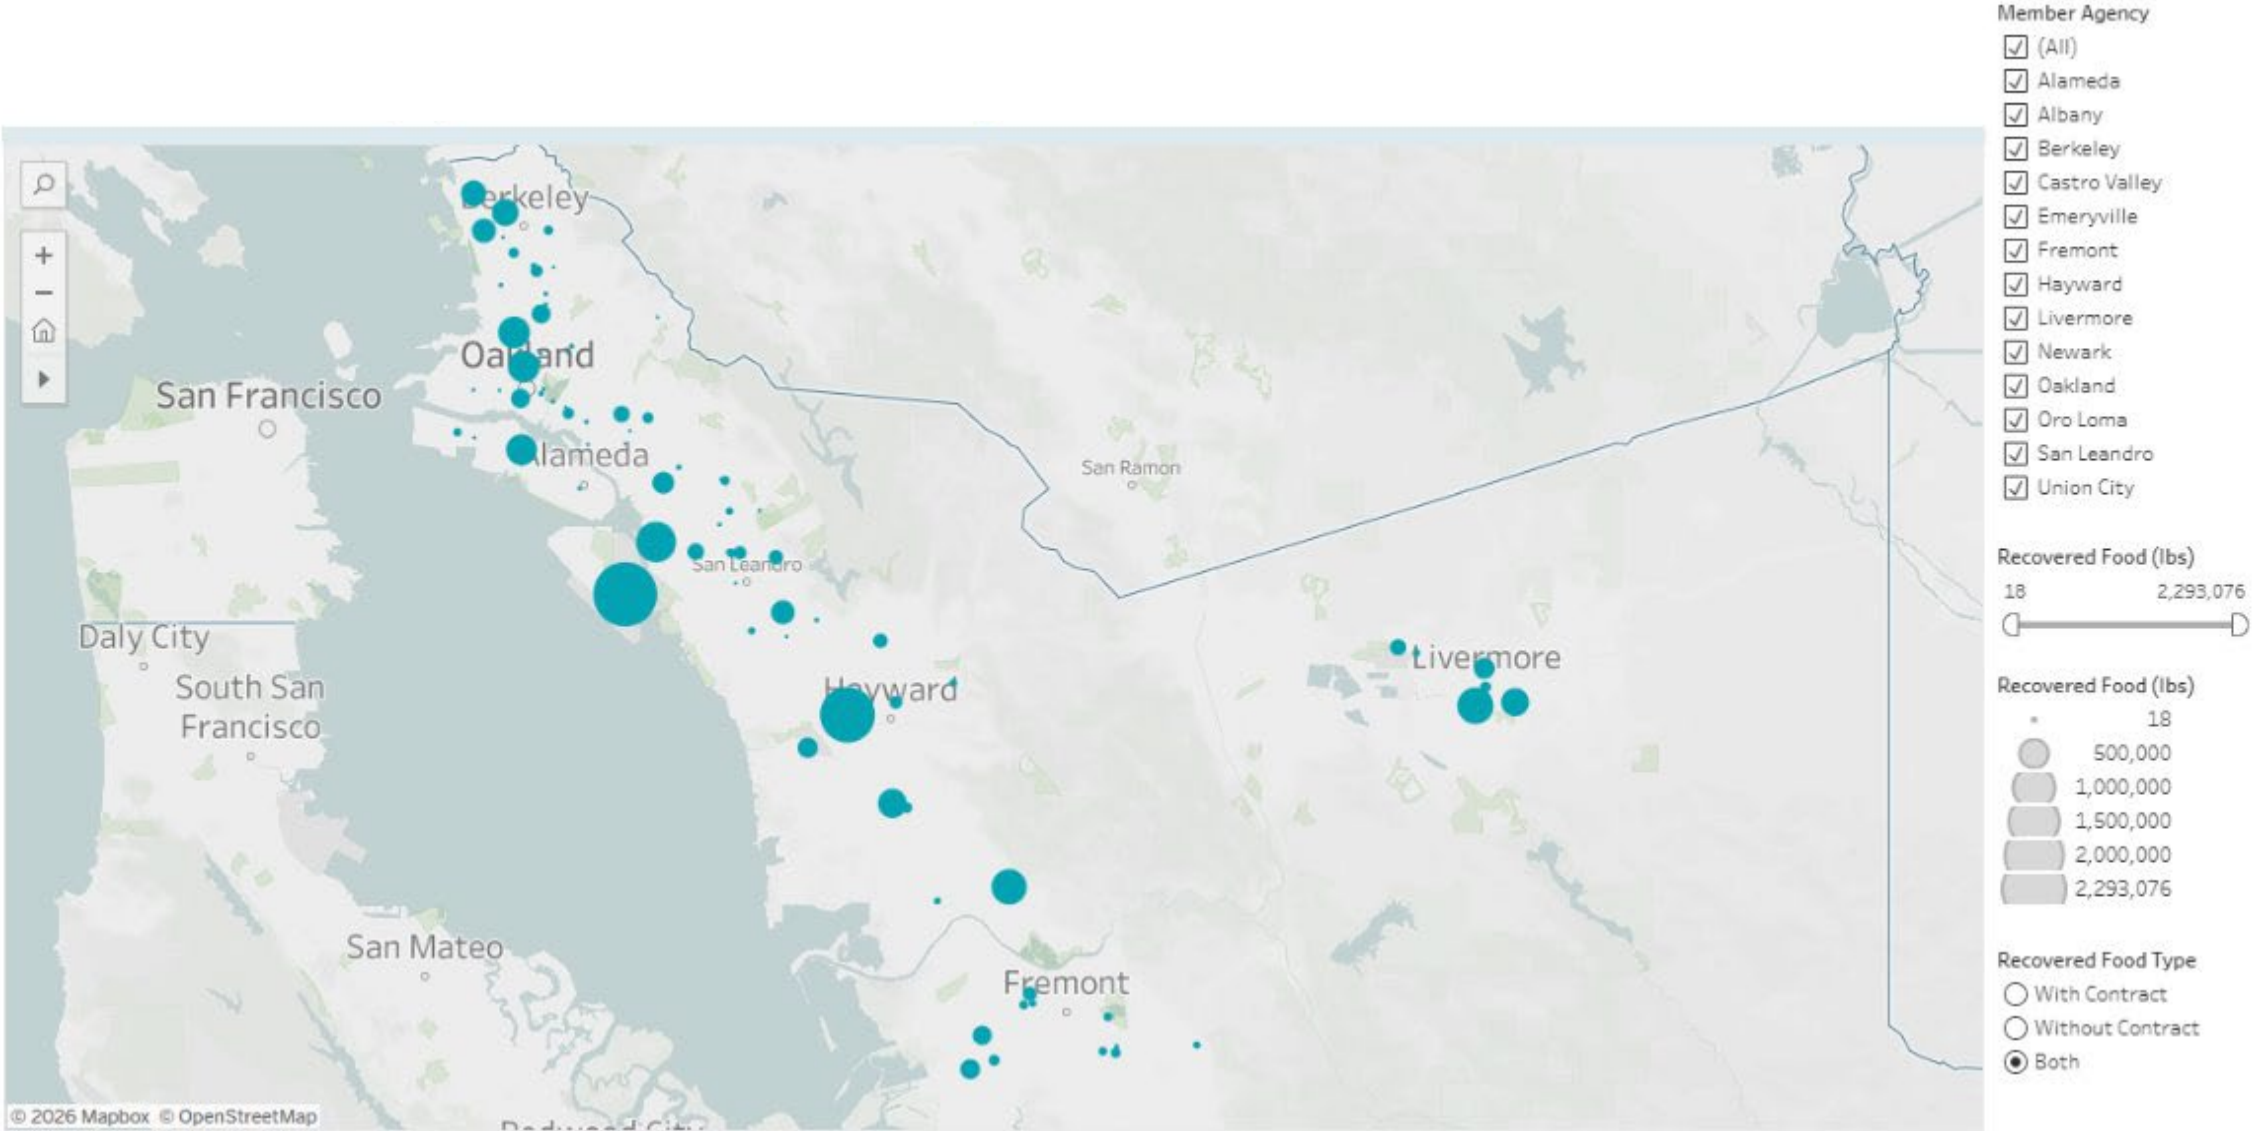 Member Agency
(All)
Alameda
Albany
Berkeley
Castro Valley
Emeryville
Fremont
Hayward
Livermore
Newark
Oakland
Oro Loma
San Leandro
Union City
Recovered Food (lbs)
18 2,293,076
Recovered Food (lbs)
18
500,000
1,000,000
1,500,000
2,000,000
2,293,076
Recovered Food Type
With Contract
Without Contract
Both
Berkeley
Oakland
San Francisco
Alameda
San Ramon
San Leandro
Daly City
Livermore
South San
Francisco
Hayward
San Mateo
Fremont
Redwood City
© 2026 Mapbox © OpenStreetMap